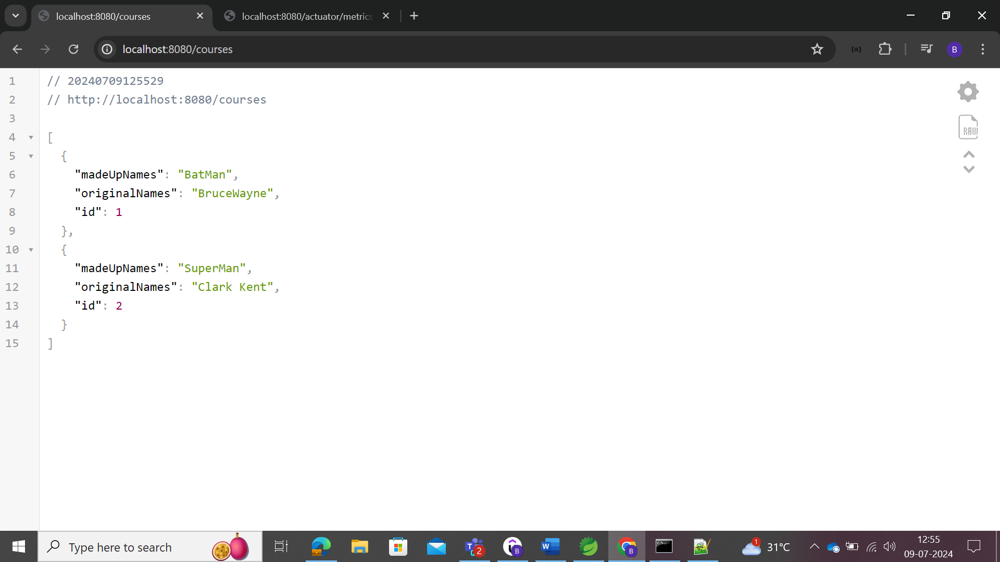 localhost:8080/courses
localhost:8080/actuator/metrics
localhost:8080/courses
B
1 // 20240709125529
2 // http://localhost:8080/courses
3
4 [
5 {
6 "madeUpNames": "BatMan",
7 "originalNames": "BruceWayne",
8 "id": 1
9 },
10 {
11 "madeUpNames": "SuperMan",
12 "originalNames": "Clark Kent",
13 "id": 2
14 }
15 ]
RAW
Type here to search
T 2
B
W
B
C:\_
1
31°C
12:55
09-07-2024